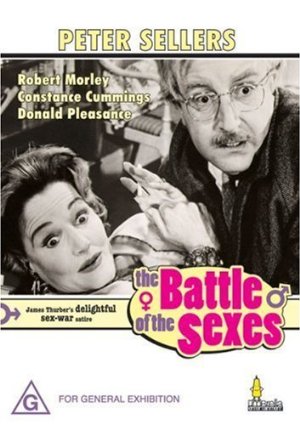 PETER SELLERS
Robert Morley
Constance Cummings
Donald Pleasance
the Battle
of the Sexes
James Thurber's delightful
sex-war satire
G
FOR GENERAL EXHIBITION